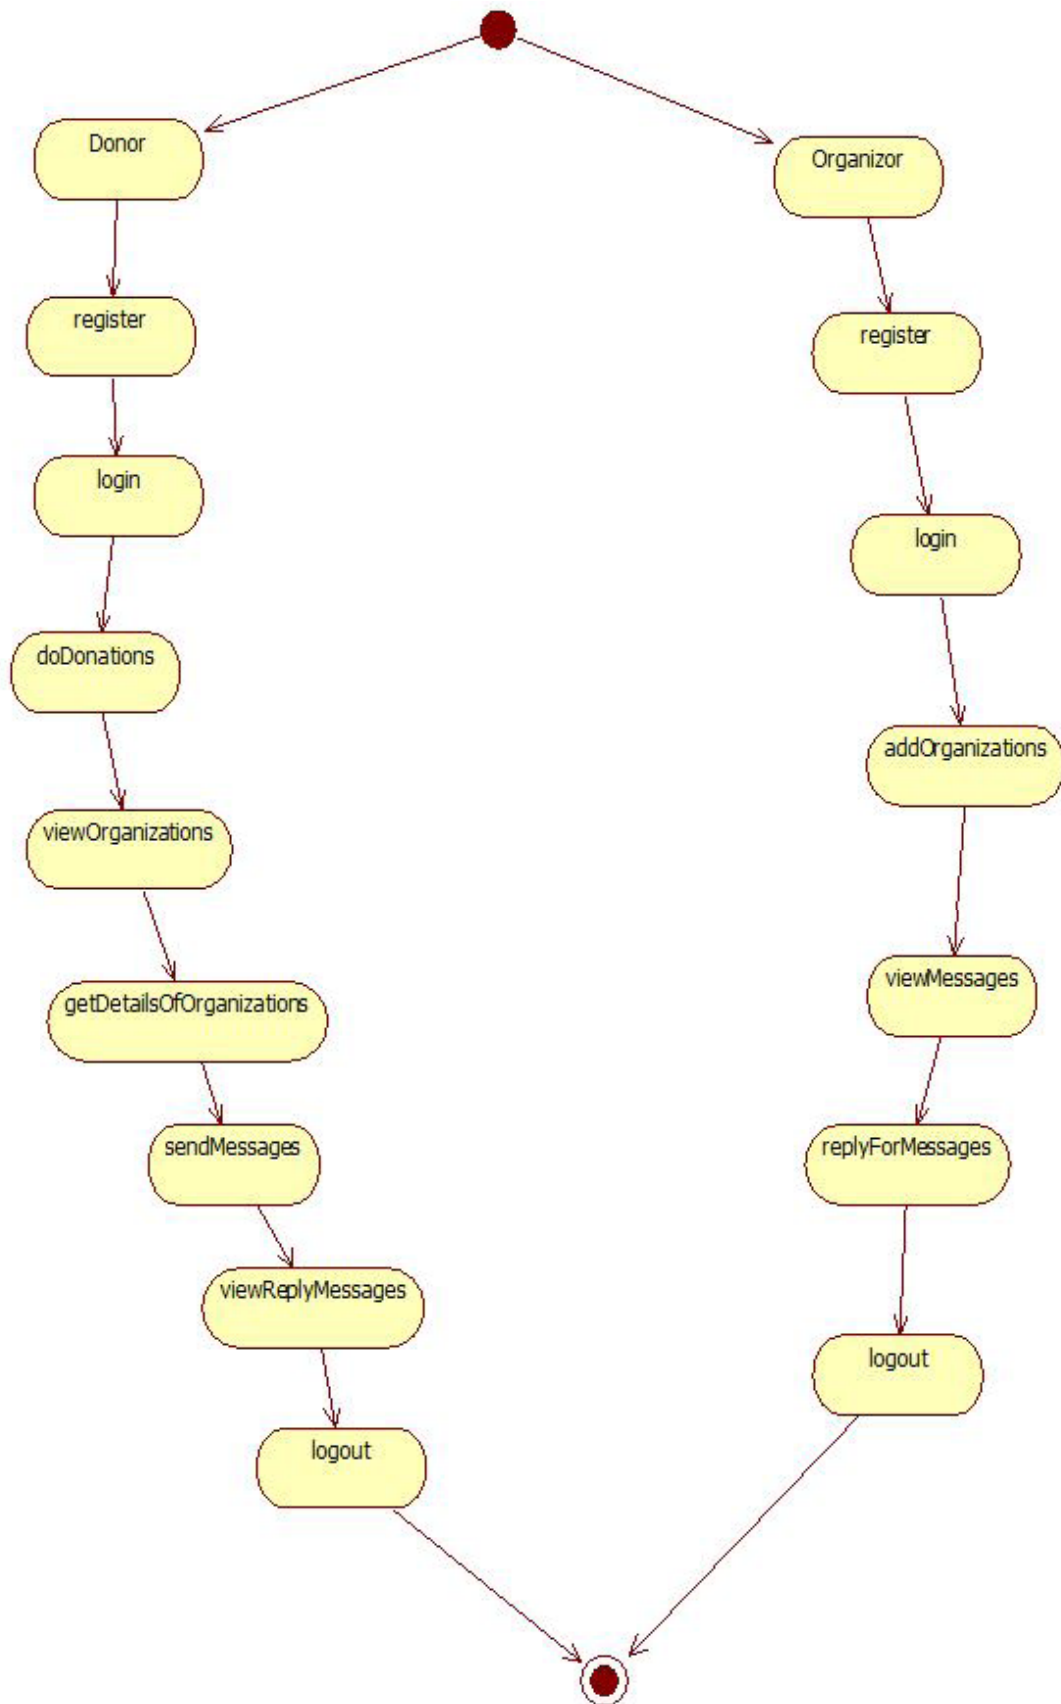 Donor
register
login
doDonations
viewOrganizations
getDetailsOfOrganizations
sendMessages
viewReplyMessages
logout
Organizor
register
login
addOrganizations
viewMessages
replyForMessages
logout